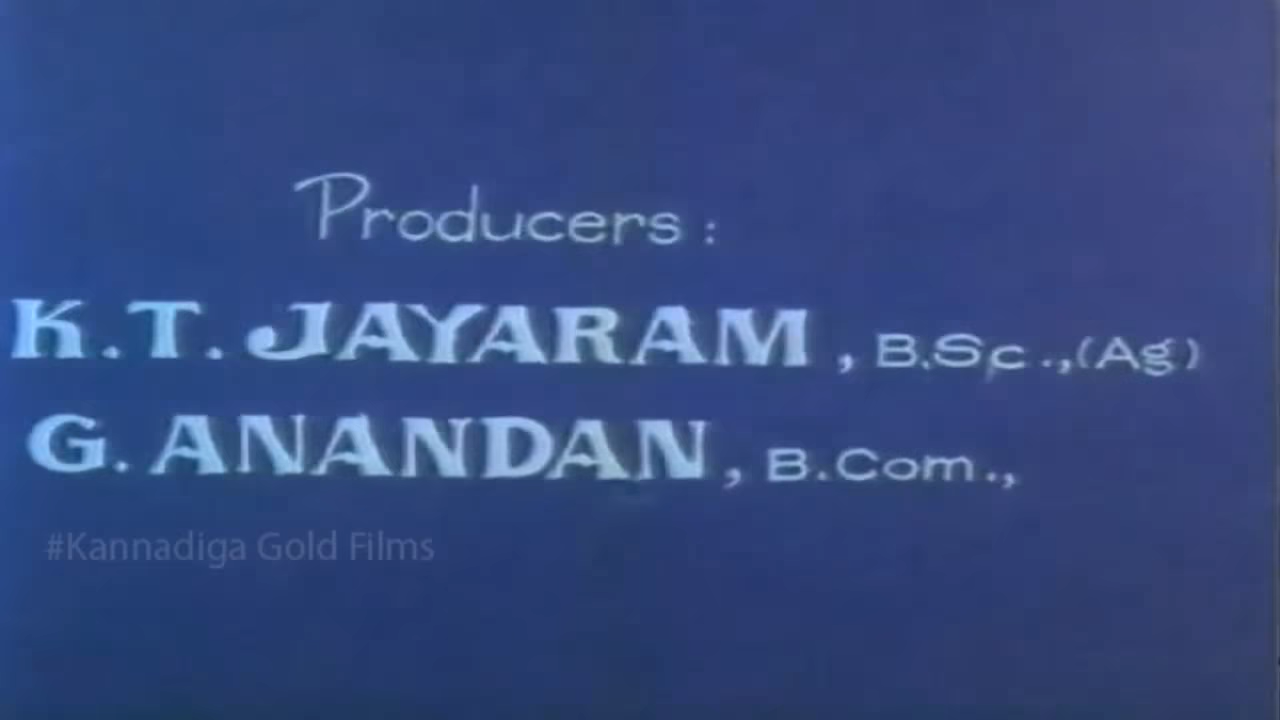 Producers :
K.T. JAYARAM, B.Sc.,(Ag)
G. ANANDAN, B.Com.,
#Kannadiga Gold Films